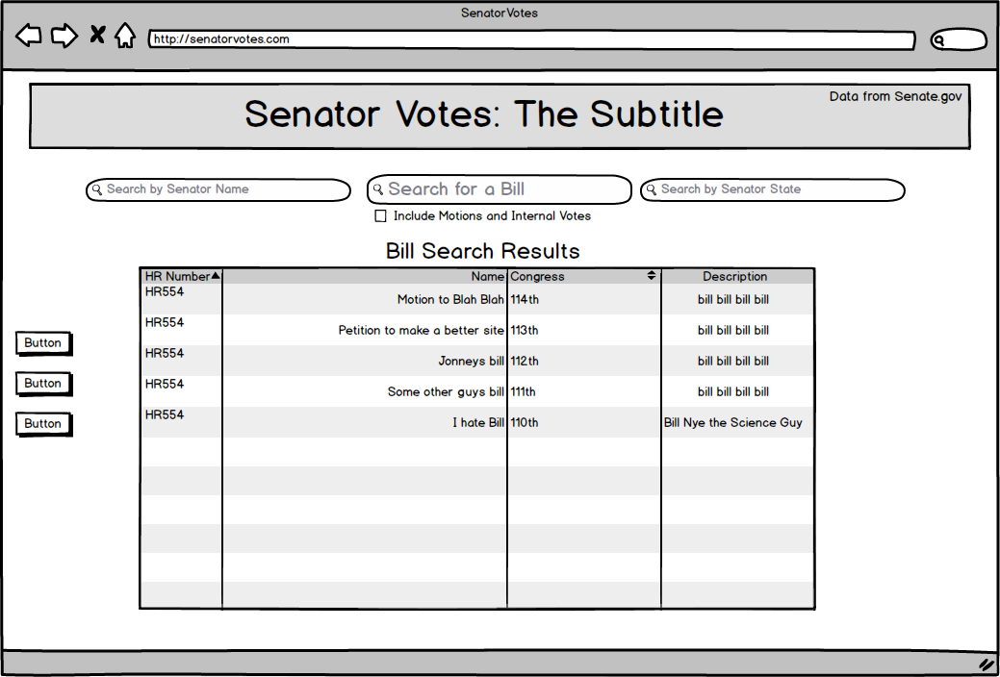 SenatorVotes
http://senatorvotes.com
Data from Senate.gov
Senator Votes: The Subtitle
Search by Senator Name
Search for a Bill
Search by Senator State
Include Motions and Internal Votes
Bill Search Results
HR Number Name Congress Description
HR554 Motion to Blah Blah 114th bill bill bill bill
HR554 Petition to make a better site 113th bill bill bill bill
HR554 Jonneys bill 112th bill bill bill bill
HR554 Some other guys bill 111th bill bill bill bill
HR554 I hate Bill 110th Bill Nye the Science Guy
Button
Button
Button